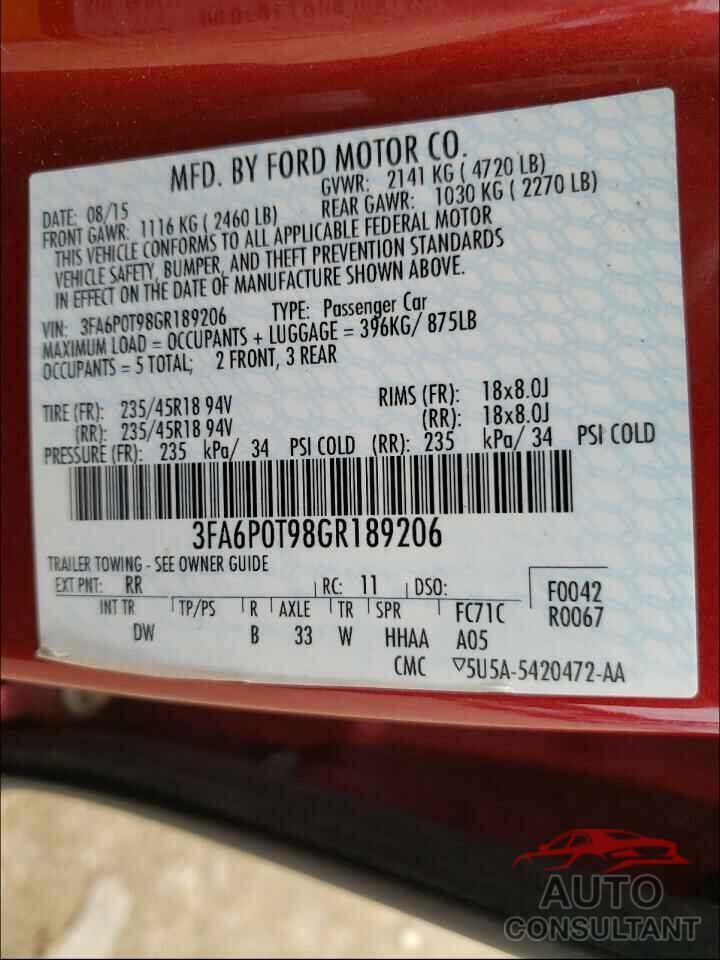 MFD. BY FORD MOTOR CO.
DATE: 08/15 GVWR: 2141 KG ( 4720 LB)
FRONT GAWR: 1116 KG ( 2460 LB) REAR GAWR: 1030 KG ( 2270 LB)
THIS VEHICLE CONFORMS TO ALL APPLICABLE FEDERAL MOTOR
VEHICLE SAFETY, BUMPER, AND THEFT PREVENTION STANDARDS
IN EFFECT ON THE DATE OF MANUFACTURE SHOWN ABOVE.
VIN: 3FA6P0T98GR189206 TYPE: Passenger Car
MAXIMUM LOAD = OCCUPANTS + LUGGAGE = 396KG/ 875LB
OCCUPANTS = 5 TOTAL; 2 FRONT, 3 REAR
TIRE (FR): 235/45R18 94V RIMS (FR): 18x8.0J
(RR): 235/45R18 94V (RR): 18x8.0J
PRESSURE (FR): 235 kPa/ 34 PSI COLD (RR): 235 kPa/ 34 PSI COLD
3FA6P0T98GR189206
TRAILER TOWING - SEE OWNER GUIDE
EXT PNT: RR RC: 11 DSO: F0042
INT TR TP/PS R AXLE TR SPR FC71C R0067
DW B 33 W HHAA A05
CMC ▽5U5A-5420472-AA
AUTO
CONSULTANT